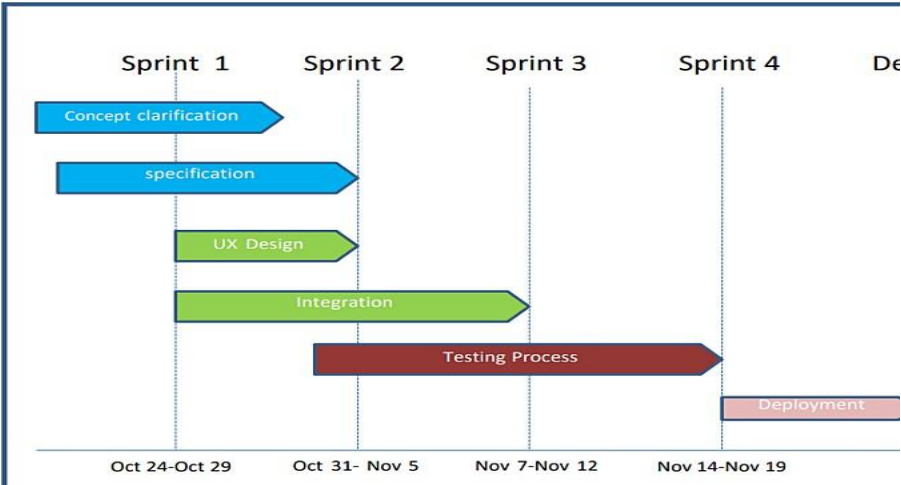 Sprint 1 Sprint 2 Sprint 3 Sprint 4 De
Concept clarification
specification
UX Design
Integration
Testing Process
Deployment
Oct 24-Oct 29 Oct 31- Nov 5 Nov 7-Nov 12 Nov 14-Nov 19